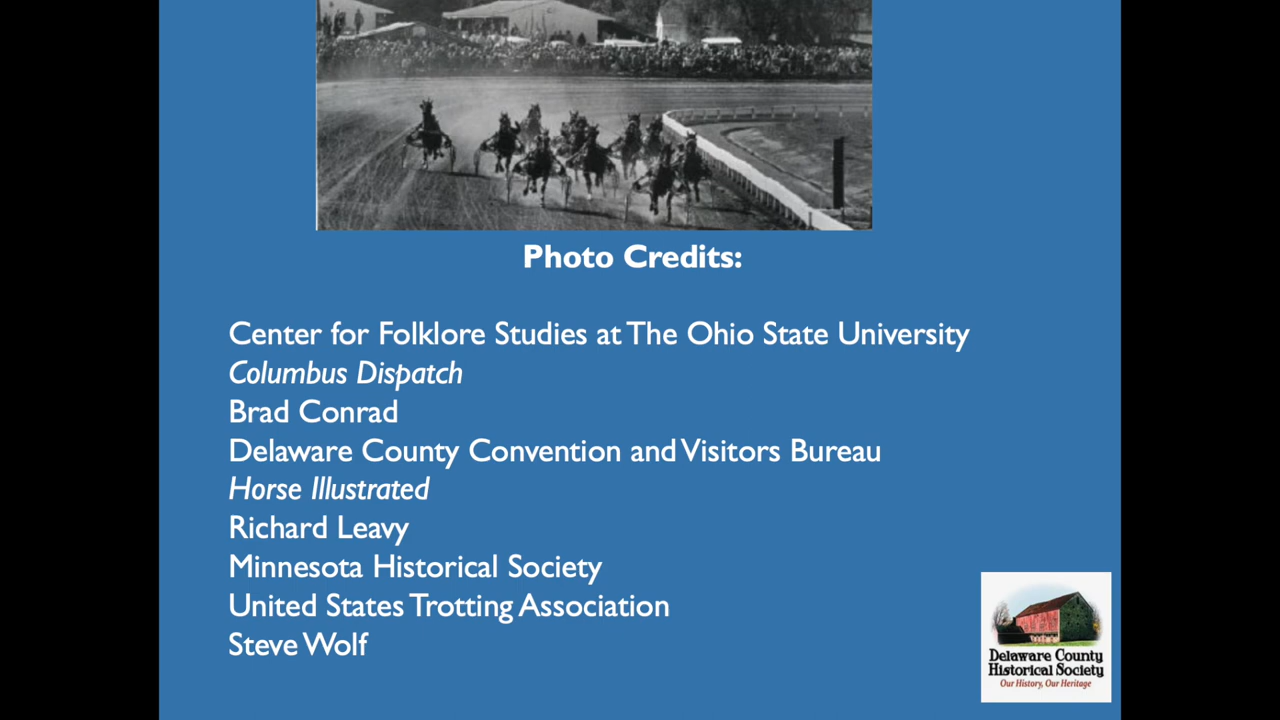 Photo Credits:
Center for Folklore Studies at The Ohio State University
Columbus Dispatch
Brad Conrad
Delaware County Convention and Visitors Bureau
Horse Illustrated
Richard Leavy
Minnesota Historical Society
United States Trotting Association
Steve Wolf
Delaware County
Historical Society
Our History, Our Heritage